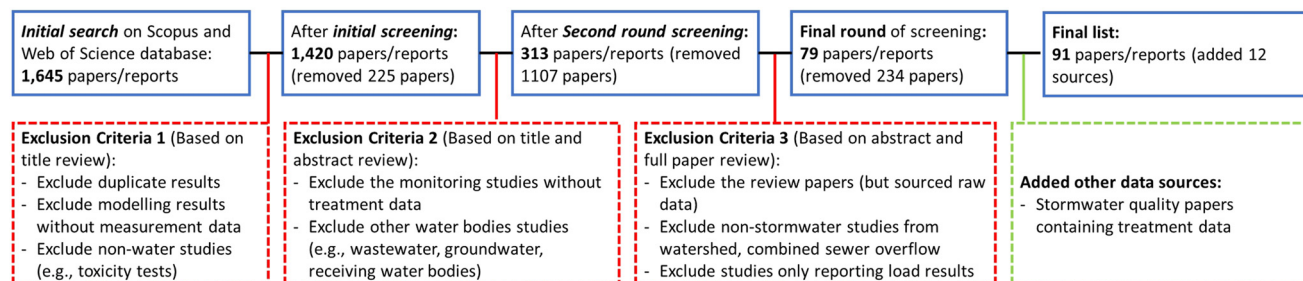 Initial search on Scopus and
Web of Science database:
1,645 papers/reports
After initial screening:
1,420 papers/reports
(removed 225 papers)
After Second round screening:
313 papers/reports (removed
1107 papers)
Final round of screening:
79 papers/reports
(removed 234 papers)
Final list:
91 papers/reports (added 12
sources)
Exclusion Criteria 1 (Based on
title review):
- Exclude duplicate results
- Exclude modelling results
without measurement data
- Exclude non-water studies
(e.g., toxicity tests)
Exclusion Criteria 2 (Based on title and
abstract review):
- Exclude the monitoring studies without
treatment data
- Exclude other water bodies studies
(e.g., wastewater, groundwater,
receiving water bodies)
Exclusion Criteria 3 (Based on abstract and
full paper review):
- Exclude the review papers (but sourced raw
data)
- Exclude non-stormwater studies from
watershed, combined sewer overflow
- Exclude studies only reporting load results
Added other data sources:
- Stormwater quality papers
containing treatment data